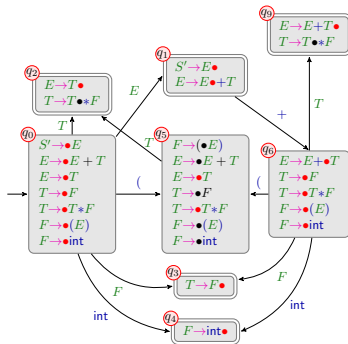 q9
E→E+T●
T→T●*F
q1
S'→E●
E→E●+T
q2
E→T●
T→T●*F
E
+
T
T
T
q0
S'→●E
E→●E + T
E→●T
T→●F
T→●T*F
F→●(E)
F→●int
(
q5
F→(●E)
E→●E + T
E→●T
T→●F
T→●T*F
F→●(E)
F→●int
(
q6
E→E+●T
T→●F
T→●T*F
F→●(E)
F→●int
F
q3
T→F●
F
int
q4
F→int●
int